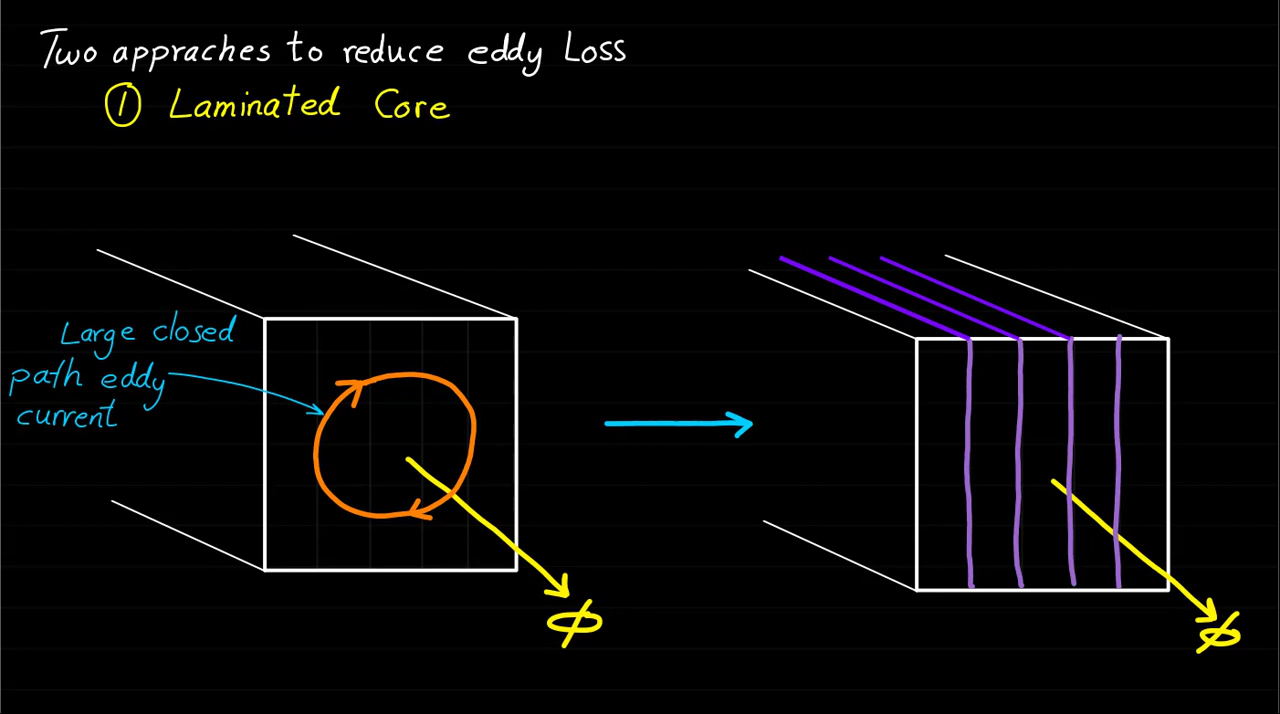 Two appraches to reduce eddy Loss
① Laminated Core
Large closed
path eddy
current
ϕ
ϕ